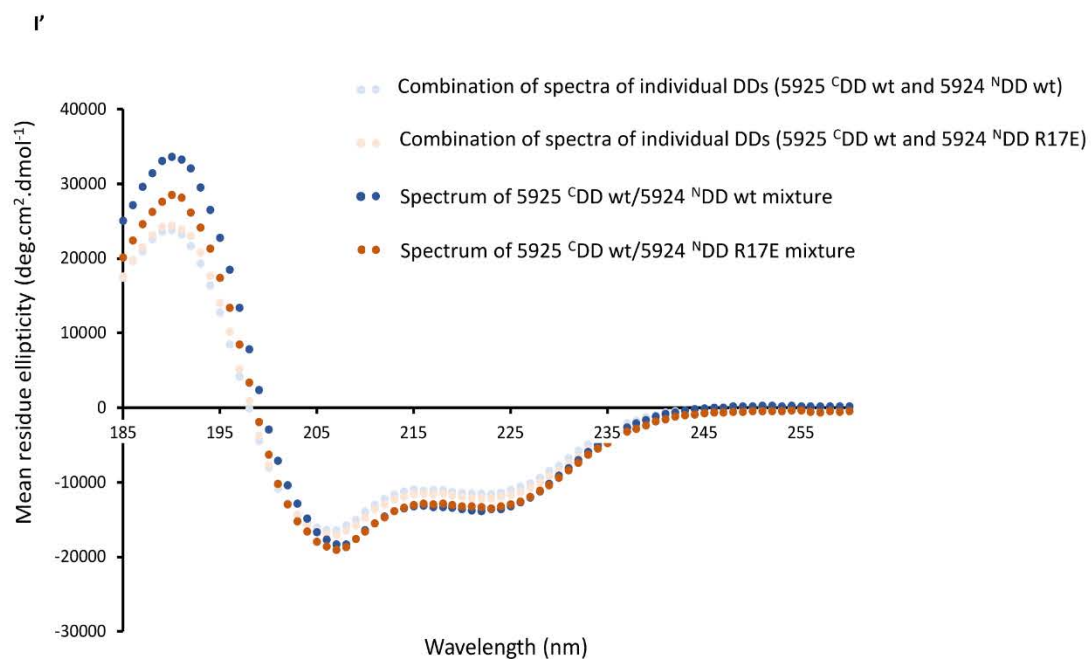 I'
Combination of spectra of individual DDs (5925 ᶜDD wt and 5924 ᴺDD wt)
Combination of spectra of individual DDs (5925 ᶜDD wt and 5924 ᴺDD R17E)
Spectrum of 5925 ᶜDD wt/5924 ᴺDD wt mixture
Spectrum of 5925 ᶜDD wt/5924 ᴺDD R17E mixture
Mean residue ellipticity (deg.cm².dmol⁻¹)
40000
30000
20000
10000
0
-10000
-20000
-30000
185 195 205 215 225 235 245 255
Wavelength (nm)